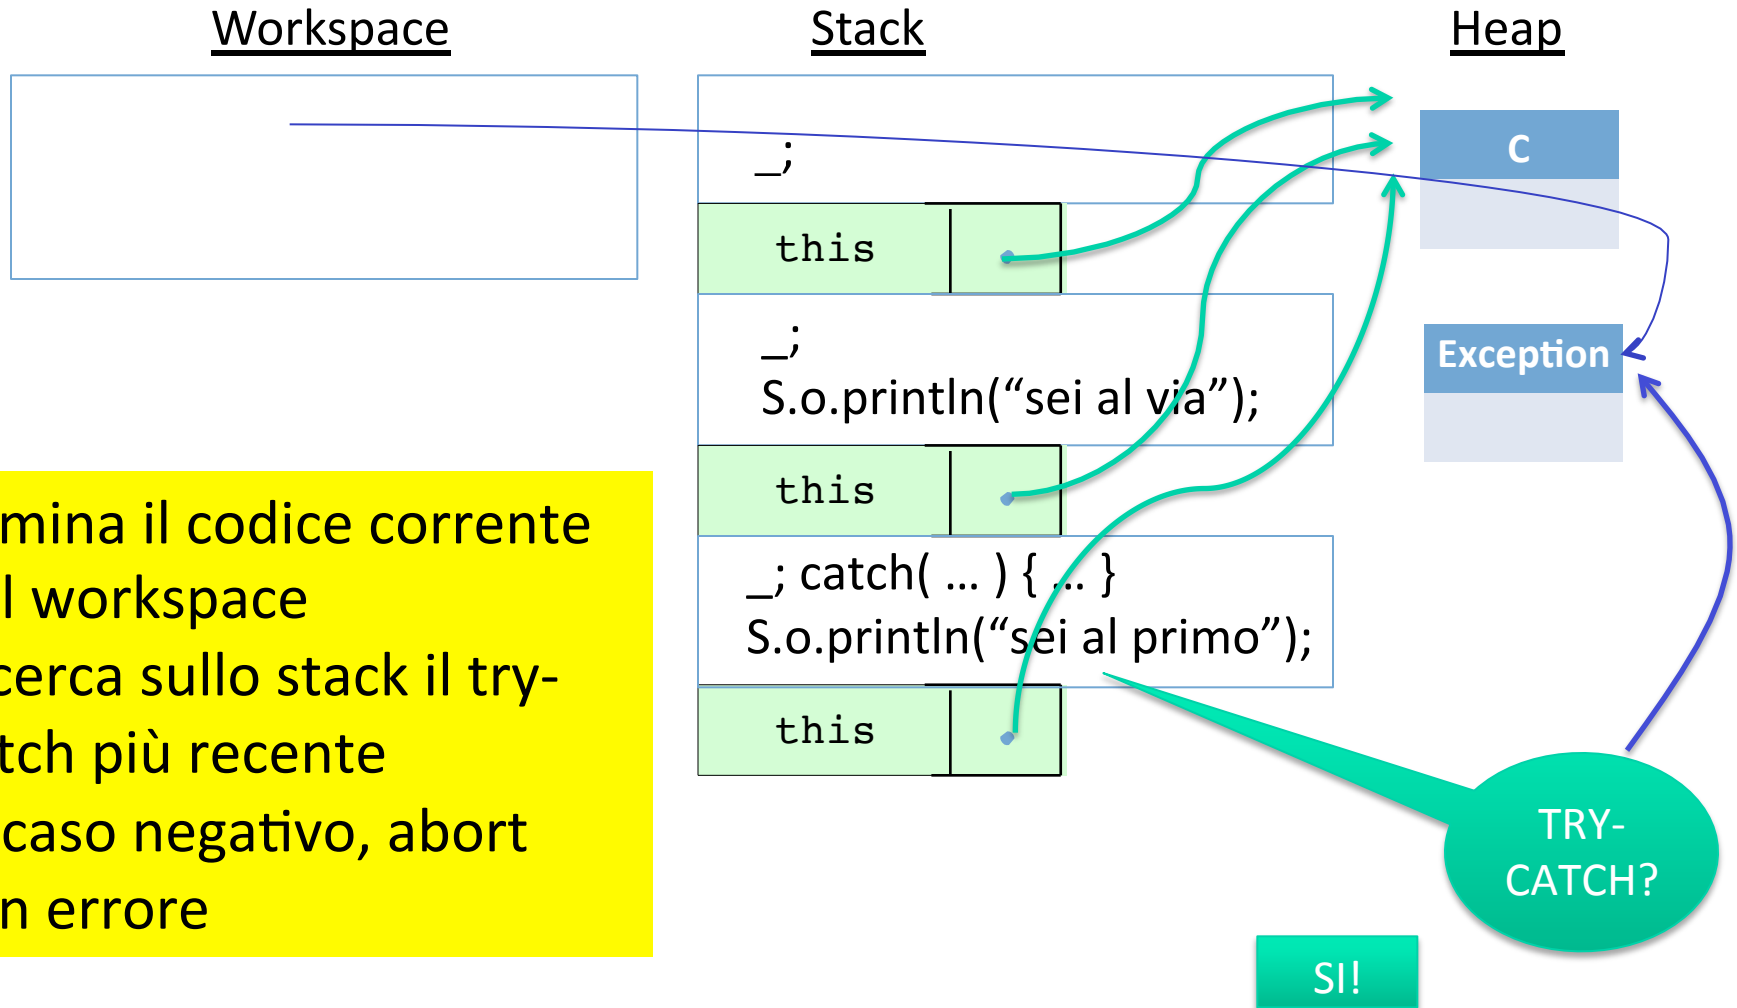 Workspace
Stack
Heap
_;
this
_;
S.o.println(“sei al via”);
this
_; catch( … ) { … }
S.o.println(“sei al primo”);
this
C
Exception
mina il codice corrente
l workspace
cerca sullo stack il try-
tch più recente
caso negativo, abort
n errore
TRY-
CATCH?
SI!